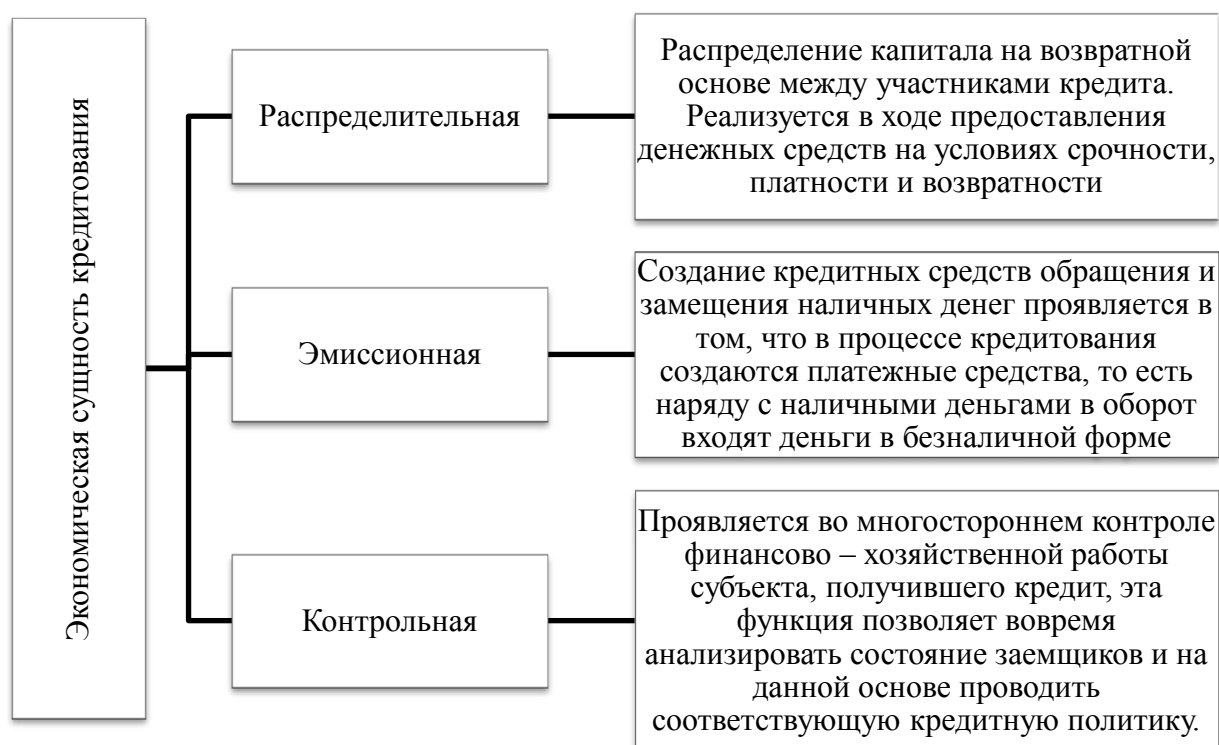 Экономическая сущность кредитования
Распределительная
Распределение капитала на возвратной
основе между участниками кредита.
Реализуется в ходе предоставления
денежных средств на условиях срочности,
платности и возвратности
Эмиссионная
Создание кредитных средств обращения и
замещения наличных денег проявляется в
том, что в процессе кредитования
создаются платежные средства, то есть
наряду с наличными деньгами в оборот
входят деньги в безналичной форме
Контрольная
Проявляется во многостороннем контроле
финансово – хозяйственной работы
субъекта, получившего кредит, эта
функция позволяет вовремя
анализировать состояние заемщиков и на
данной основе проводить
соответствующую кредитную политику.